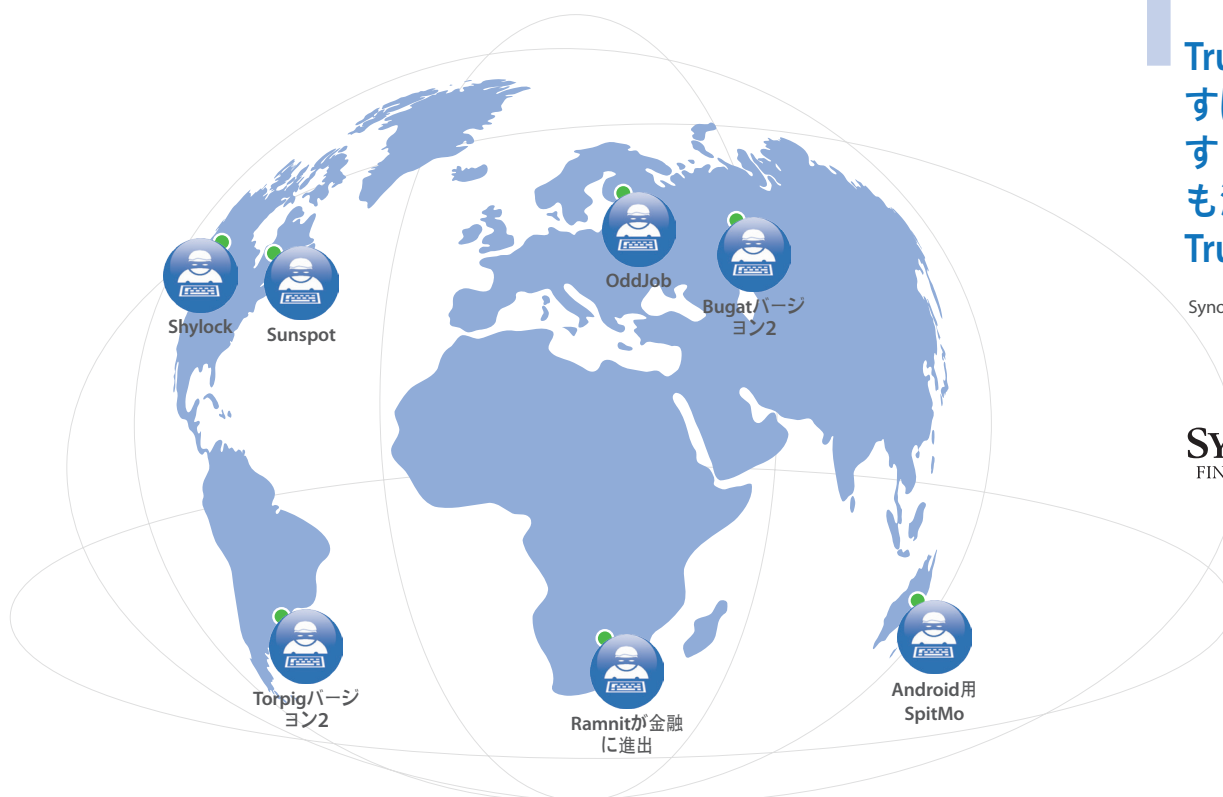 Shylock
Sunspot
OddJob
Bugatバージ
ョン2
Torpigバージ
ョン2
Ramnitが金融
に進出
Android用
SpitMo
Tru
す
す
も
Tru
Sync
SY
FIN